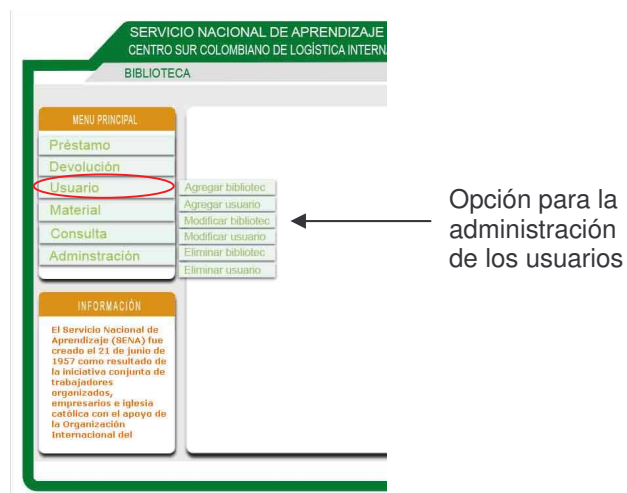 SERVICIO NACIONAL DE APRENDIZAJE
CENTRO SUR COLOMBIANO DE LOGÍSTICA INTERN
BIBLIOTECA
MENU PRINCIPAL
Préstamo
Devolución
Usuario
Material
Consulta
Adminstración
Agregar bibliotec
Agregar usuario
Modificar bibliotec
Modificar usuario
Eliminar bibliotec
Eliminar usuario
Opción para la
administración
de los usuarios
INFORMACIÓN
El Servicio Nacional de
Aprendizaje (SENA) fue
creado el 21 de junio de
1957 como resultado de
la iniciativa conjunta de
trabajadores
organizados,
empresarios e iglesia
católica con el apoyo de
la Organización
Internacional del